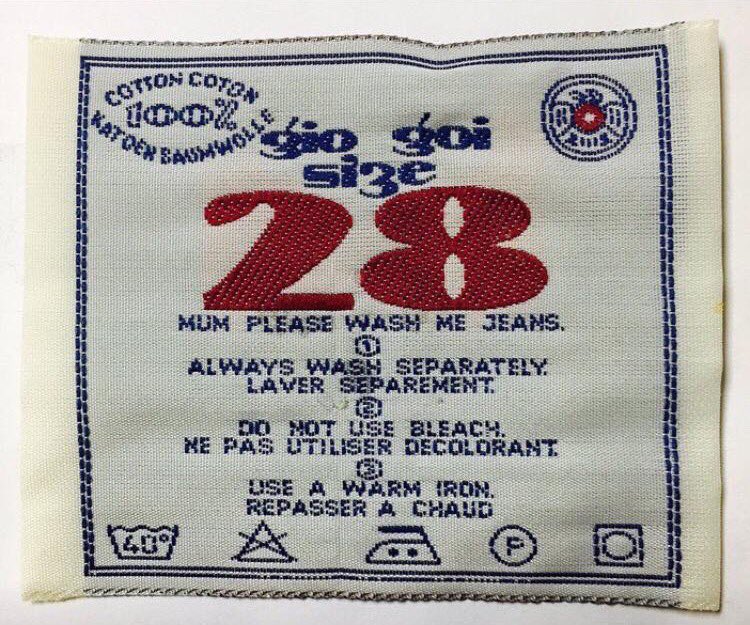 COTTON COTON
100%
KATOEN BAUMWOLLE
gio goi
size
28
MUM PLEASE WASH ME JEANS.
1
ALWAYS WASH SEPARATELY.
LAVER SEPAREMENT.
2
DO NOT USE BLEACH.
NE PAS UTILISER DECOLORANT.
3
USE A WARM IRON.
REPASSER A CHAUD
40°
P